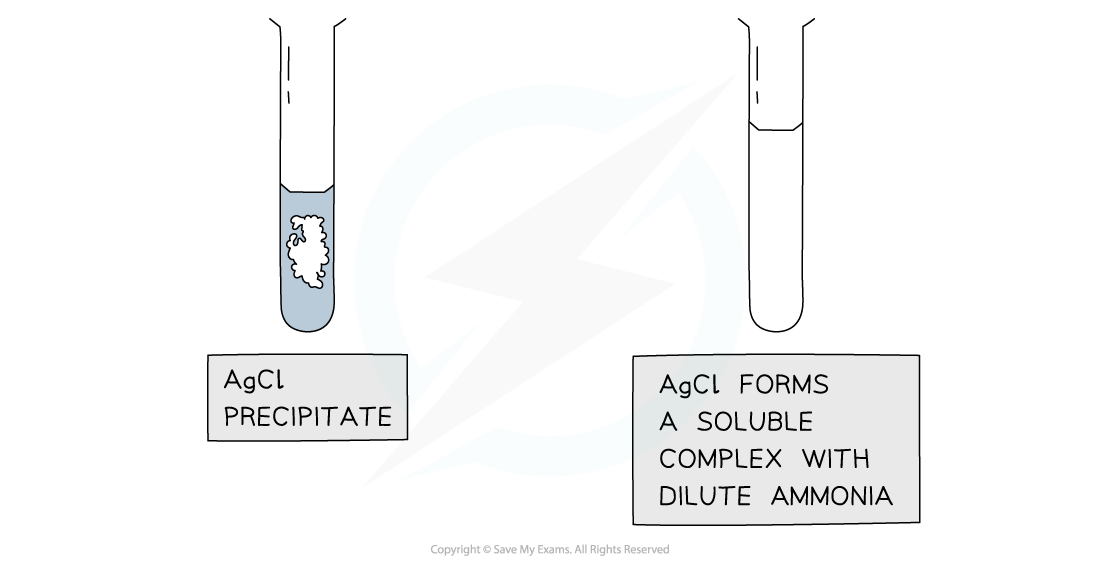 AgCl
PRECIPITATE
AgCl FORMS
A SOLUBLE
COMPLEX WITH
DILUTE AMMONIA
Copyright © Save My Exams. All Rights Reserved